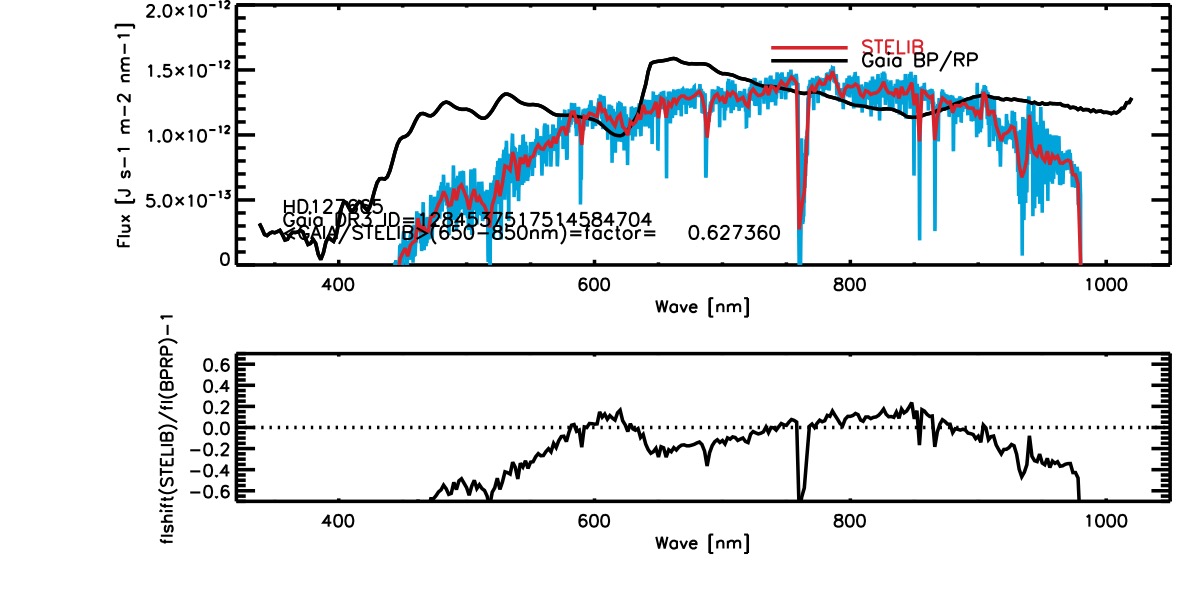 2.0×10−12
1.5×10−12
1.0×10−12
5.0×10−13
0
Flux [J s−1 m−2 nm−1]
STELIB
Gaia BP/RP
Gaia DR3 ID=1284537517514584704
<GAIA/STELIB>(650−850nm)=factor= 0.627360
400 600 800 1000
Wave [nm]
0.6
0.4
0.2
0.0
−0.2
−0.4
−0.6
flshift(STELIB)/fl(BPRP)−1
400 600 800 1000
Wave [nm]